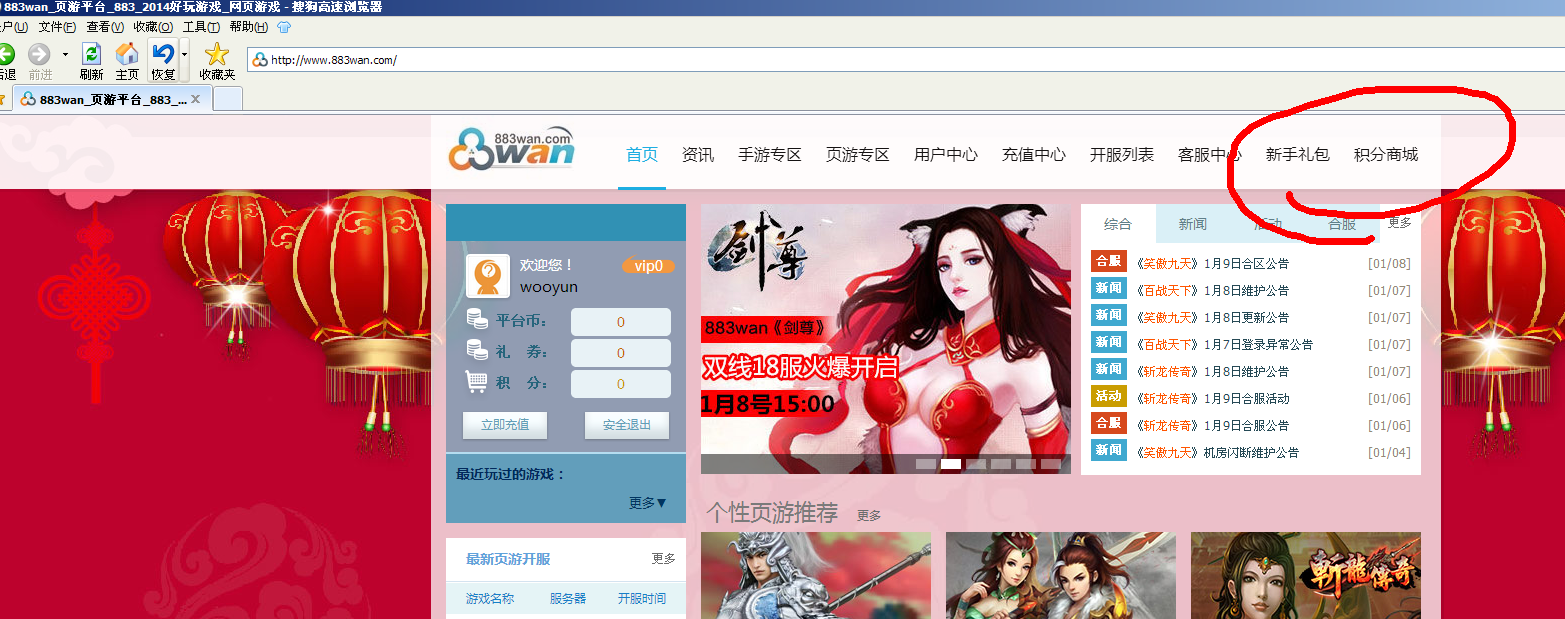 883wan_页游平台_883_2014好玩游戏_网页游戏 - 搜狗高速浏览器
户(U) 文件(F) 查看(V) 收藏(O) 工具(T) 帮助(H)
后退 前进 刷新 主页 恢复 收藏夹
http://www.883wan.com/
883wan_页游平台_883_...
883wan.com
83wan
首页 资讯 手游专区 页游专区 用户中心 充值中心 开服列表 客服中心 新手礼包 积分商城
欢迎您！ vip0
wooyun
平台币： 0
礼 券： 0
积 分： 0
立即充值 安全退出
最近玩过的游戏：
更多▼
最新页游开服 更多
游戏名称 服务器 开服时间
剑尊
883wan《剑尊》
双线18服火爆开启
1月8号15:00
综合 新闻 活动 合服 更多
合服 《笑傲九天》1月9日合区公告 [01/08]
新闻 《百战天下》1月8日维护公告 [01/07]
新闻 《笑傲九天》1月8日更新公告 [01/07]
新闻 《百战天下》1月7日登录异常公告 [01/07]
新闻 《斩龙传奇》1月8日维护公告 [01/07]
活动 《斩龙传奇》1月9日合服活动 [01/06]
合服 《斩龙传奇》1月9日合服公告 [01/06]
新闻 《笑傲九天》机房闪断维护公告 [01/04]
个性页游推荐 更多
斬龍傳奇